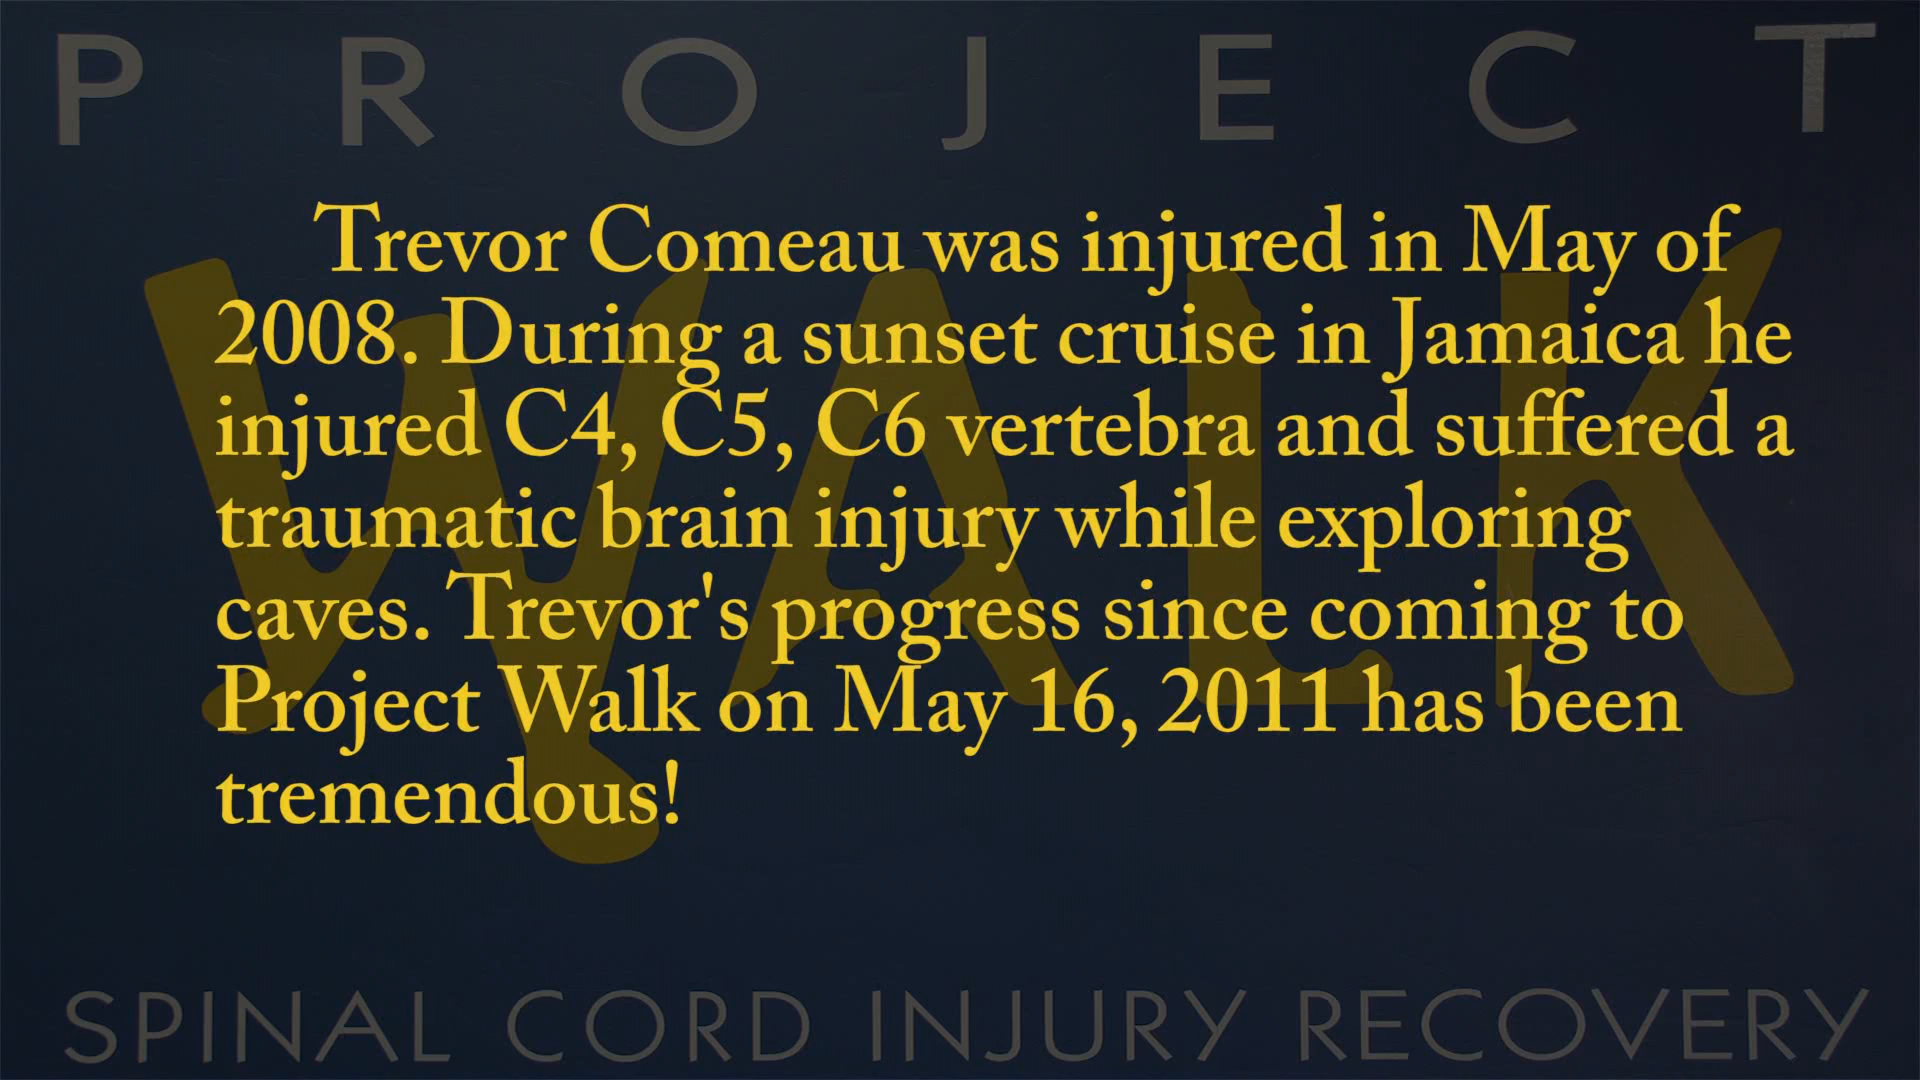 PROJECT
WALK
Trevor Comeau was injured in May of
2008. During a sunset cruise in Jamaica he
injured C4, C5, C6 vertebra and suffered a
traumatic brain injury while exploring
caves. Trevor's progress since coming to
Project Walk on May 16, 2011 has been
tremendous!
SPINAL CORD INJURY RECOVERY